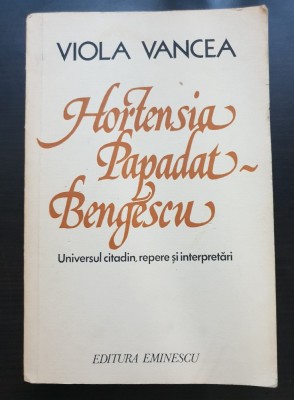 VIOLA VANCEA
Hortensia
Papadat-
Bengescu
Universul citadin, repere și interpretări
EDITURA EMINESCU